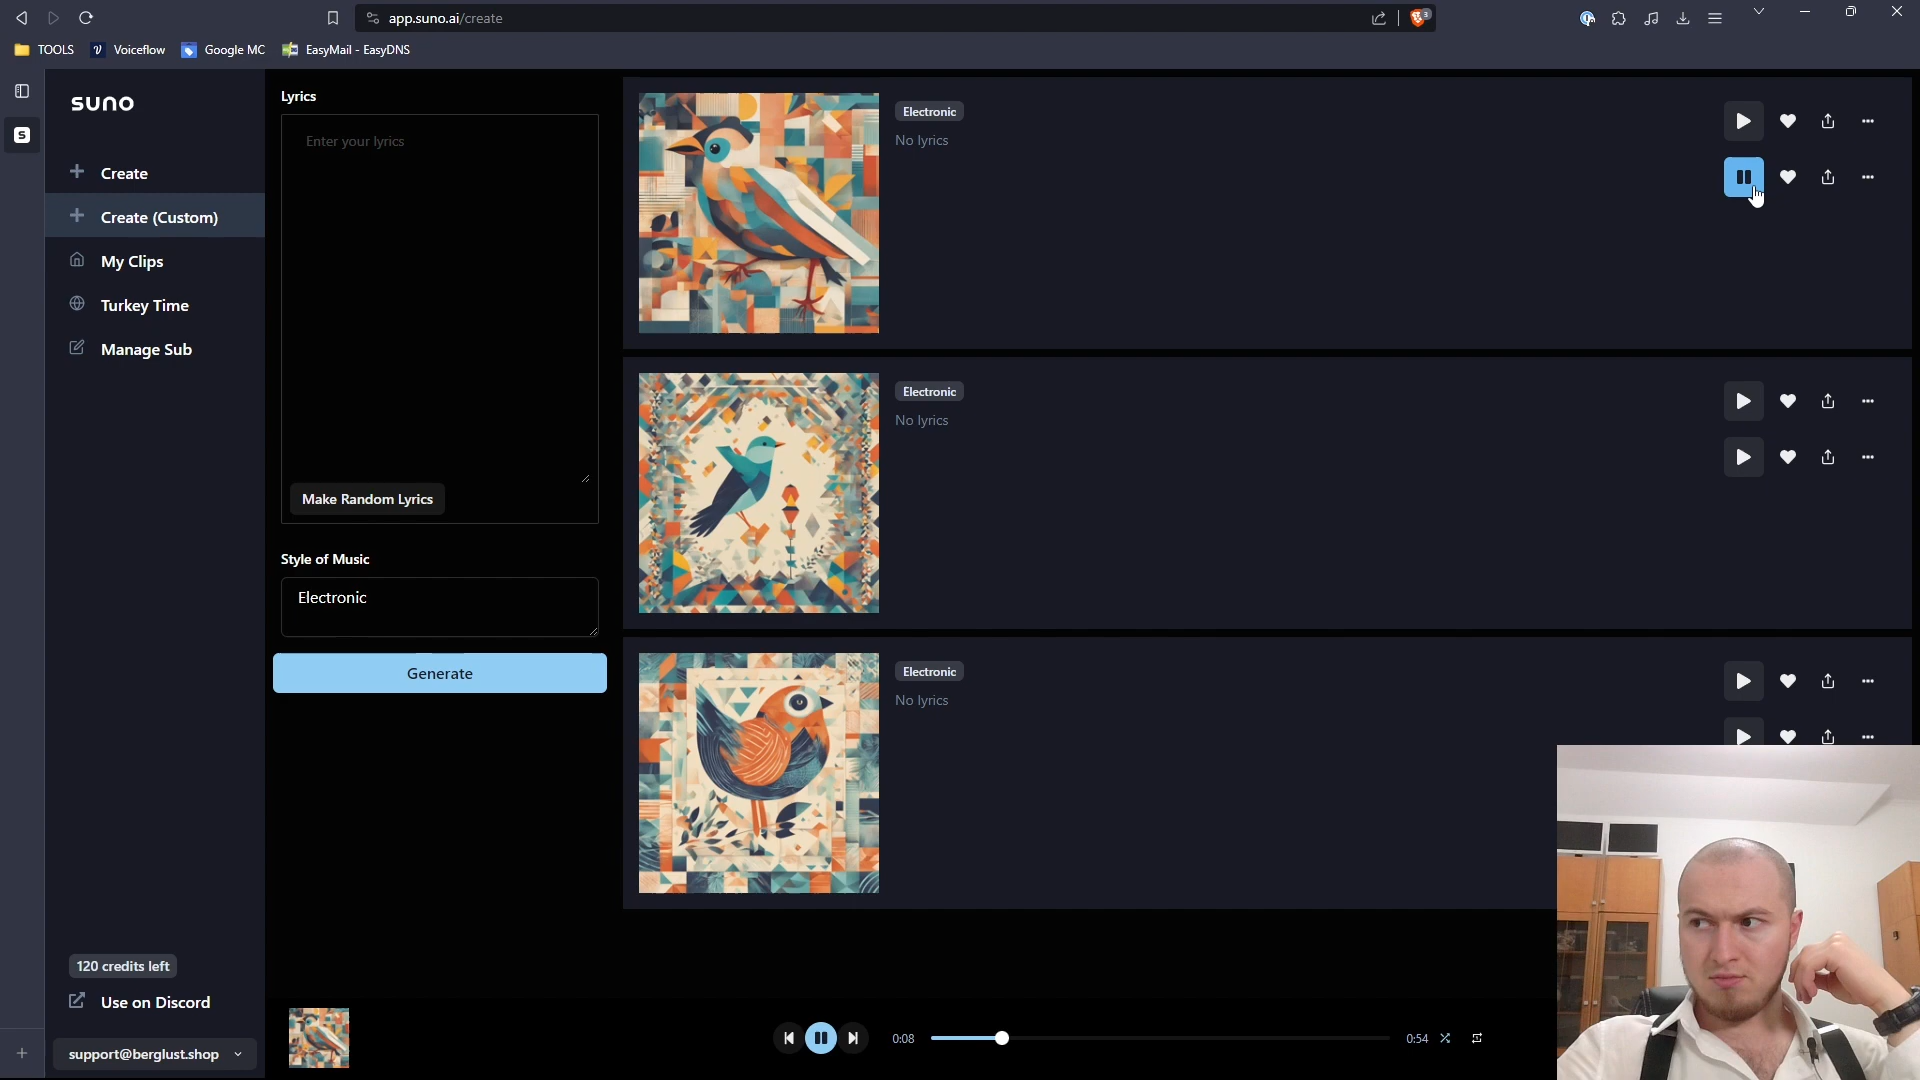 app.suno.ai/create
3
TOOLS
Voiceflow
Google MC
EasyMail - EasyDNS
S
suno
Create
Create (Custom)
My Clips
Turkey Time
Manage Sub
120 credits left
Use on Discord
support@berglust.shop
Lyrics
Enter your lyrics
Make Random Lyrics
Style of Music
Electronic
Generate
Electronic
No lyrics
Electronic
No lyrics
Electronic
No lyrics
0:08
0:54